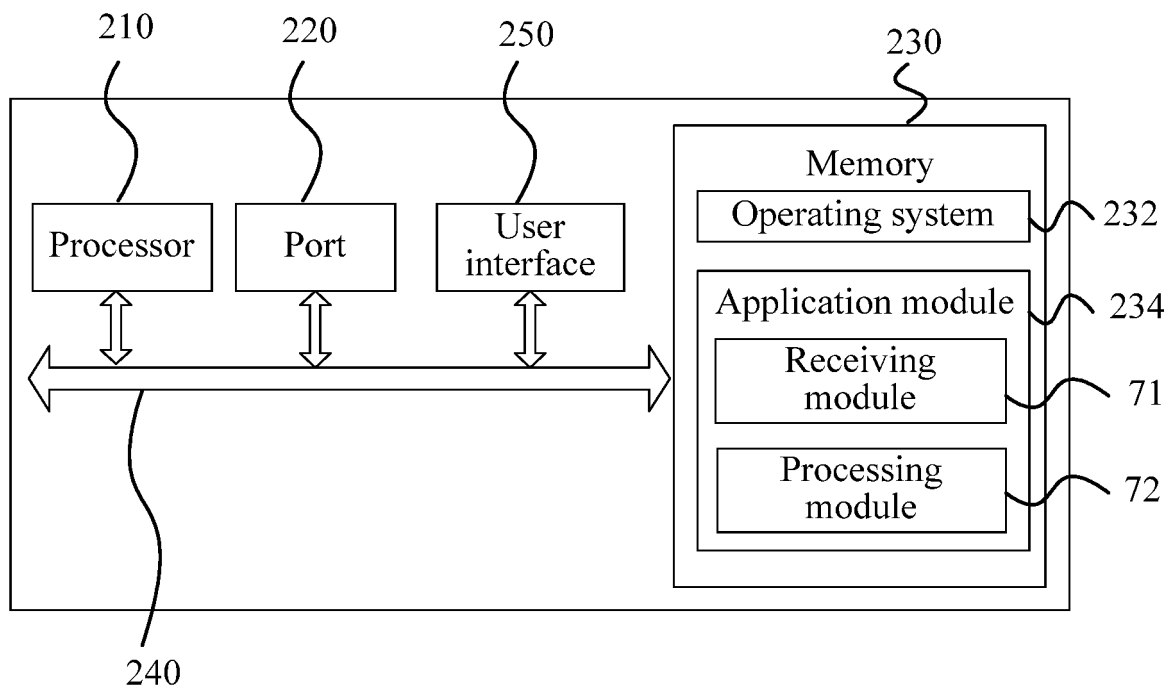 210
220
250
230
Memory
Operating system
232
Processor
Port
User
interface
Application module
234
Receiving
module
71
Processing
module
72
240